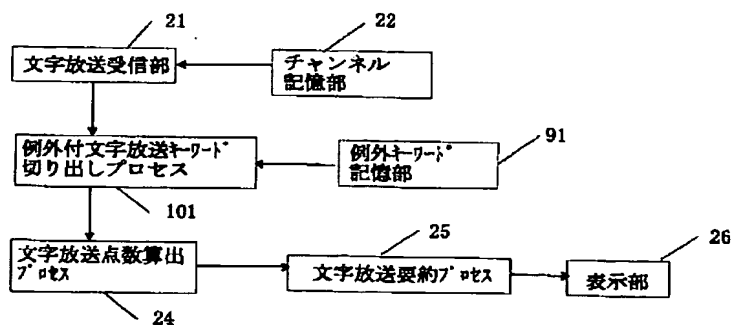 21
22
文字放送受信部
チャンネル
記憶部
例外付文字放送ｷｰﾜｰﾄﾞ
切り出しプロセス
91
例外ｷｰﾜｰﾄﾞ
記憶部
101
文字放送点数算出
ﾌﾟﾛｾｽ
25
文字放送要約ﾌﾟﾛｾｽ
26
表示部
24